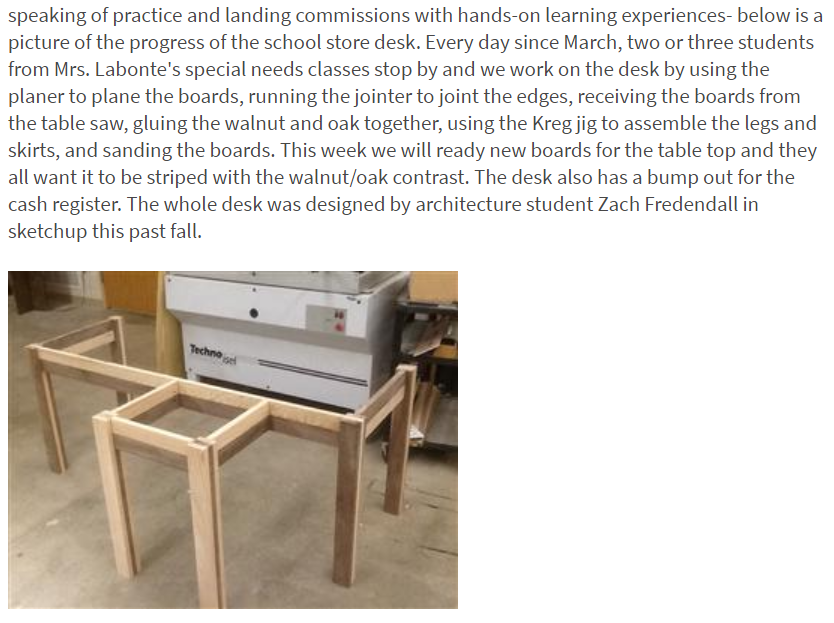 speaking of practice and landing commissions with hands-on learning experiences- below is a
picture of the progress of the school store desk. Every day since March, two or three students
from Mrs. Labonte's special needs classes stop by and we work on the desk by using the
planer to plane the boards, running the jointer to joint the edges, receiving the boards from
the table saw, gluing the walnut and oak together, using the Kreg jig to assemble the legs and
skirts, and sanding the boards. This week we will ready new boards for the table top and they
all want it to be striped with the walnut/oak contrast. The desk also has a bump out for the
cash register. The whole desk was designed by architecture student Zach Fredendall in
sketchup this past fall.
Techno isel